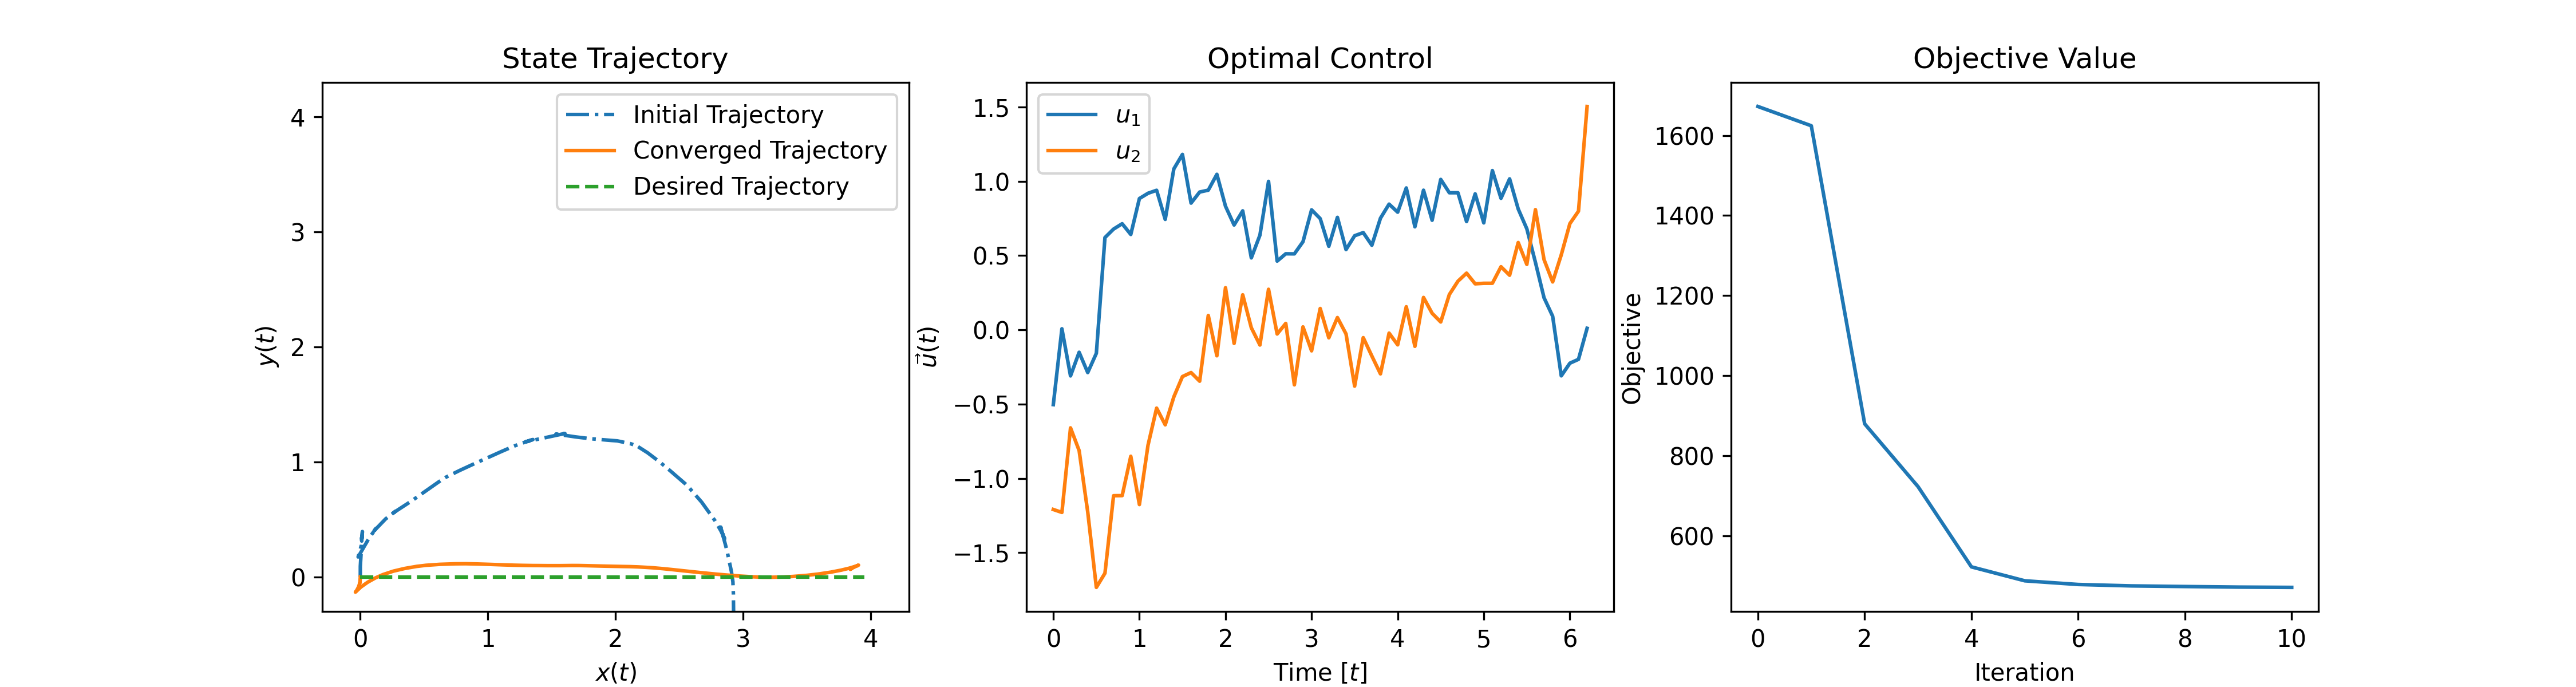 State Trajectory
4
3
2
1
0
0
1
2
3
4
y(t)
x(t)
Initial Trajectory
Converged Trajectory
Desired Trajectory
Optimal Control
u₁
u₂
1.5
1.0
0.5
0.0
−0.5
−1.0
−1.5
0
1
2
3
4
5
6
u⃗(t)
Time [t]
Objective Value
1600
1400
1200
1000
800
600
0
2
4
6
8
10
Objective
Iteration